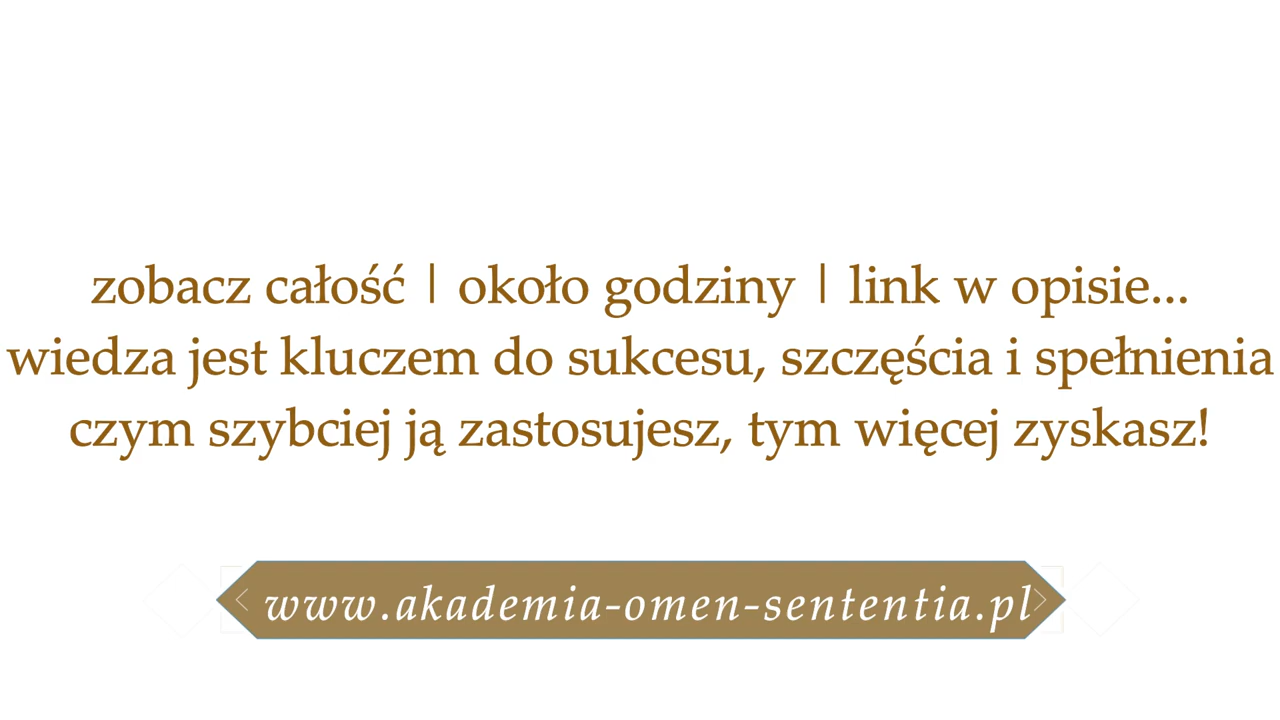 zobacz całość | około godziny | link w opisie...
wiedza jest kluczem do sukcesu, szczęścia i spełnienia
czym szybciej ją zastosujesz, tym więcej zyskasz!
www.akademia-omen-sententia.pl